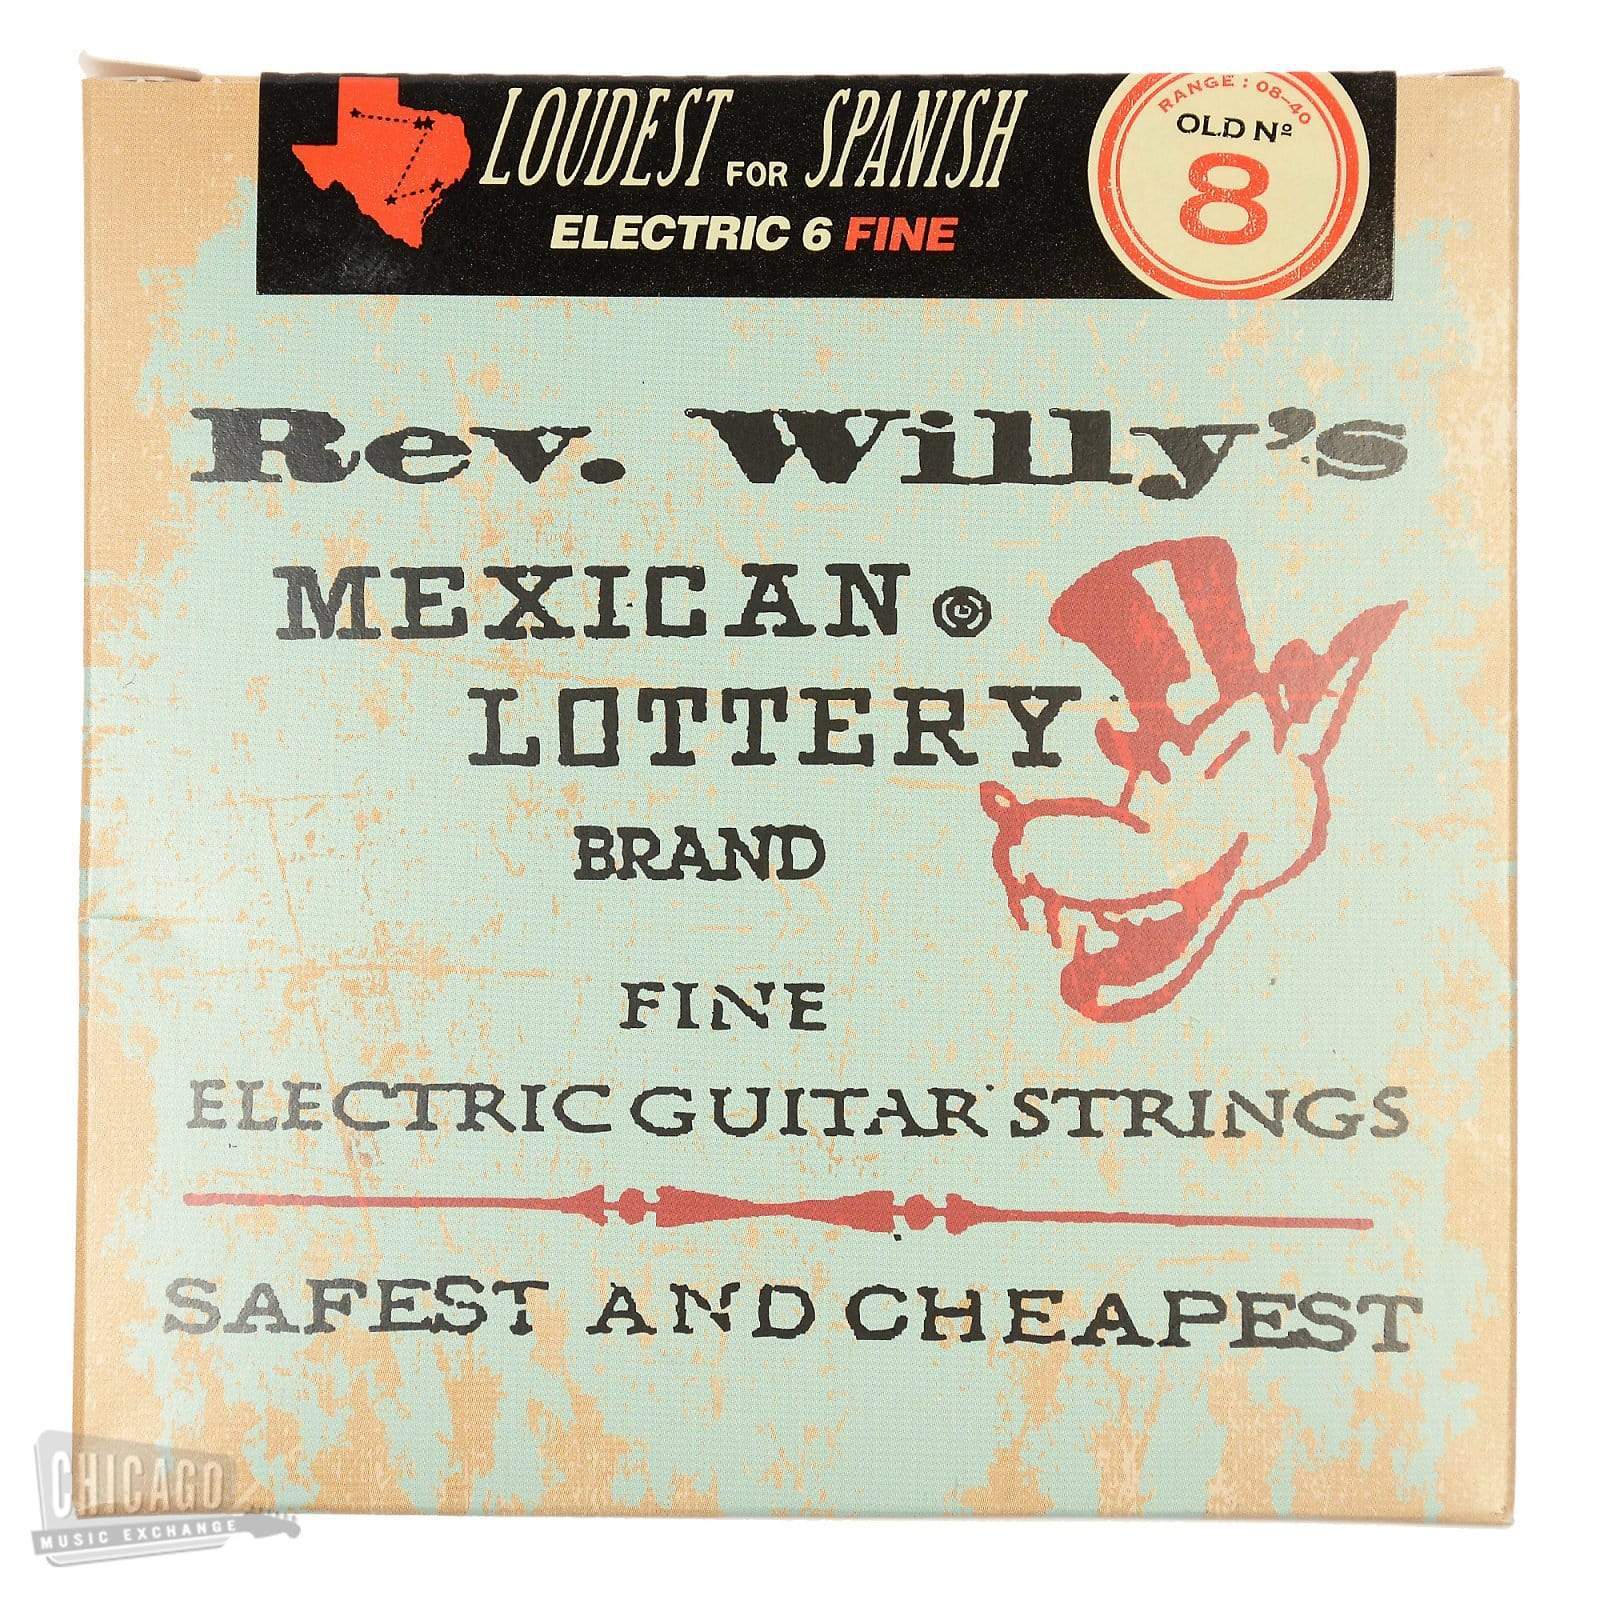 LOUDEST FOR SPANISH
ELECTRIC 6 FINE
RANGE : 08-40
OLD Nº
8
Rev. Willy's
MEXICAN
LOTTERY
BRAND
FINE
ELECTRIC GUITAR STRINGS
SAFEST AND CHEAPEST
CHICAGO
MUSIC EXCHANGE